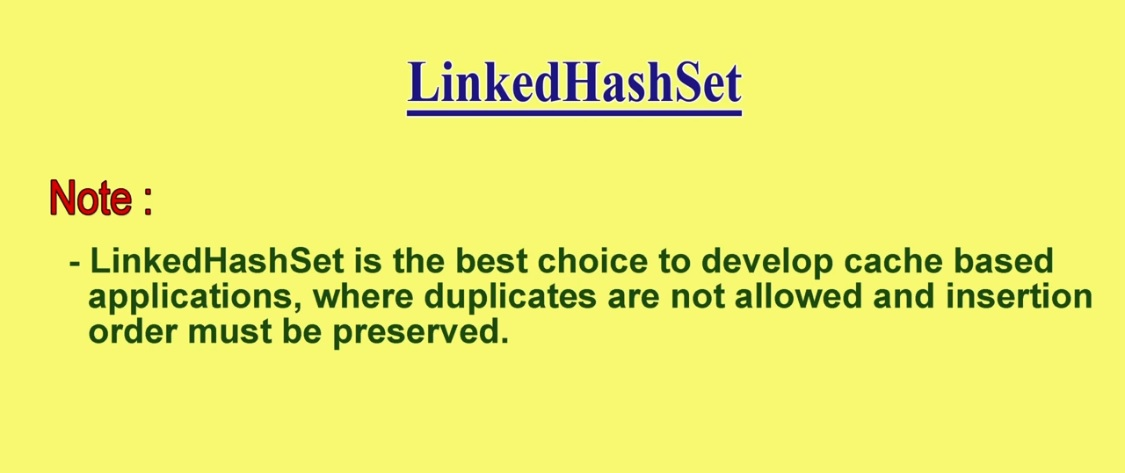 LinkedHashSet
Note :
- LinkedHashSet is the best choice to develop cache based
applications, where duplicates are not allowed and insertion
order must be preserved.